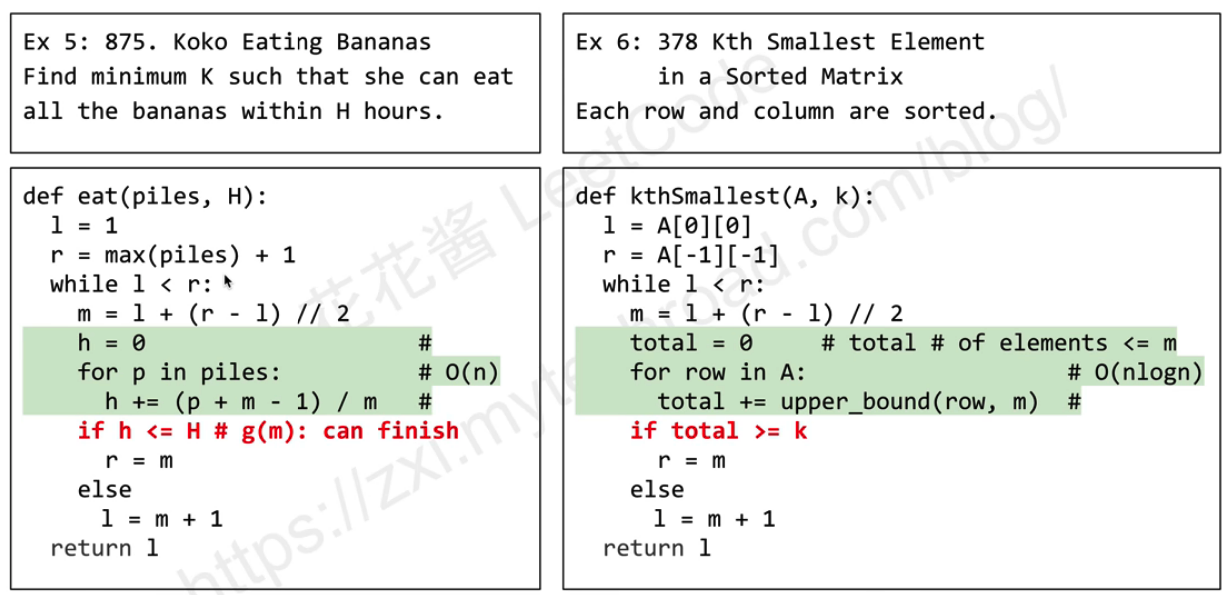 Ex 5: 875. Koko Eating Bananas
Find minimum K such that she can eat
all the bananas within H hours.
def eat(piles, H):
  l = 1
  r = max(piles) + 1
  while l < r:
    m = l + (r - l) // 2
    h = 0                    #
    for p in piles:          # O(n)
      h += (p + m - 1) / m   #
    if h <= H # g(m): can finish
      r = m
    else
      l = m + 1
  return l
Ex 6: 378 Kth Smallest Element
      in a Sorted Matrix
Each row and column are sorted.
def kthSmallest(A, k):
  l = A[0][0]
  r = A[-1][-1]
  while l < r:
    m = l + (r - l) // 2
    total = 0     # total # of elements <= m
    for row in A:                   # O(nlogn)
      total += upper_bound(row, m)  #
    if total >= k
      r = m
    else
      l = m + 1
  return l
花花酱 LeetCode
https://zxi.mytechroad.com/blog/